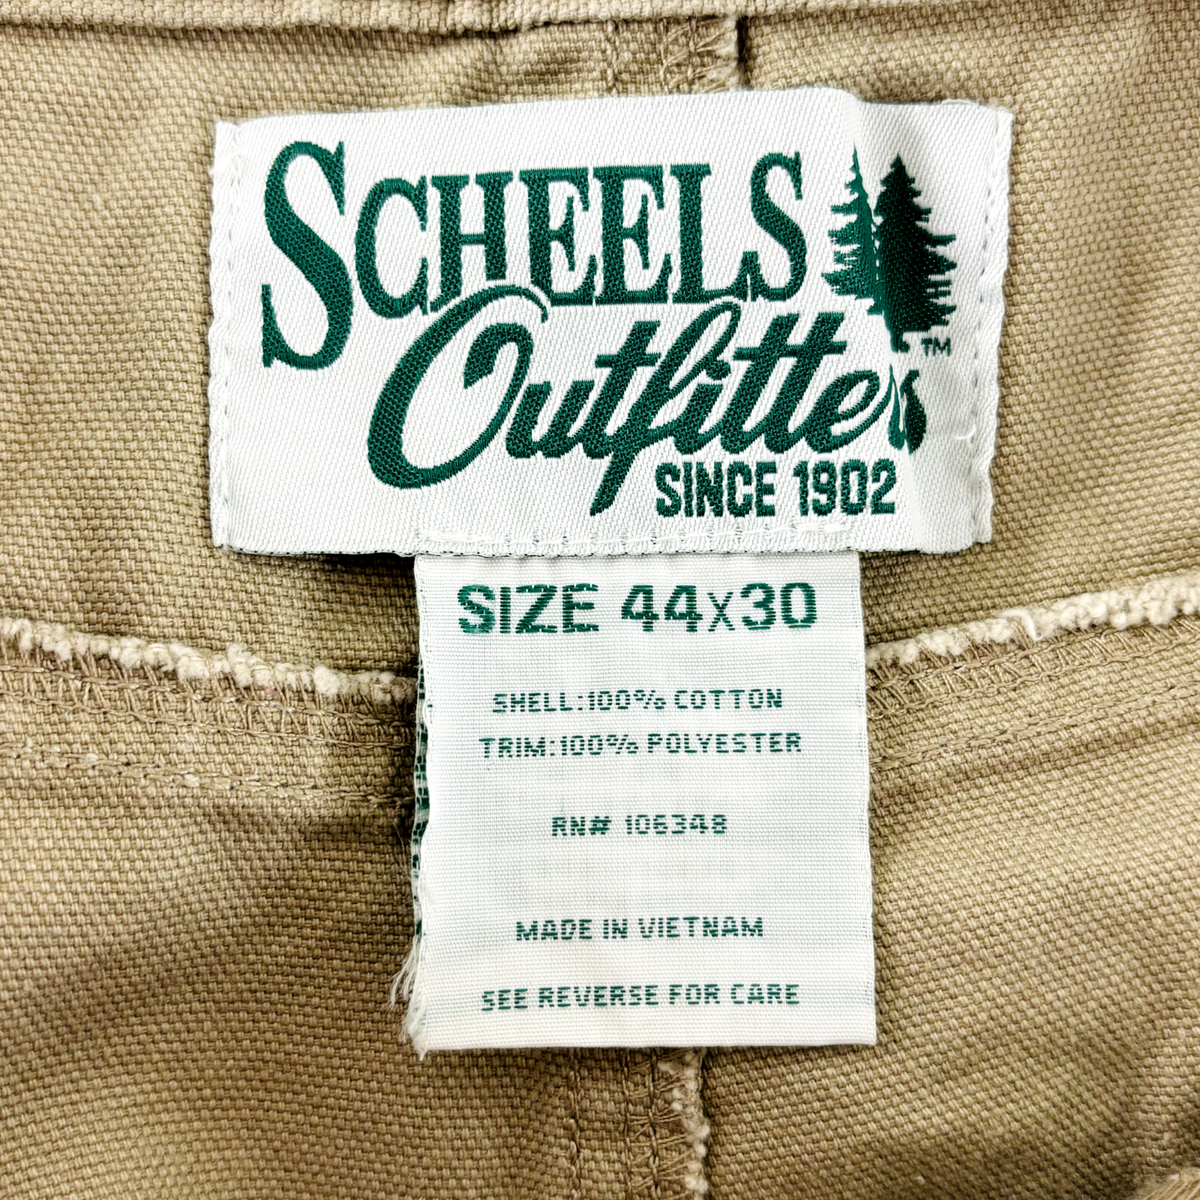 SCHEELS
Outfitters
™
SINCE 1902
SIZE 44x30
SHELL:100% COTTON
TRIM:100% POLYESTER
RN# 106348
MADE IN VIETNAM
SEE REVERSE FOR CARE